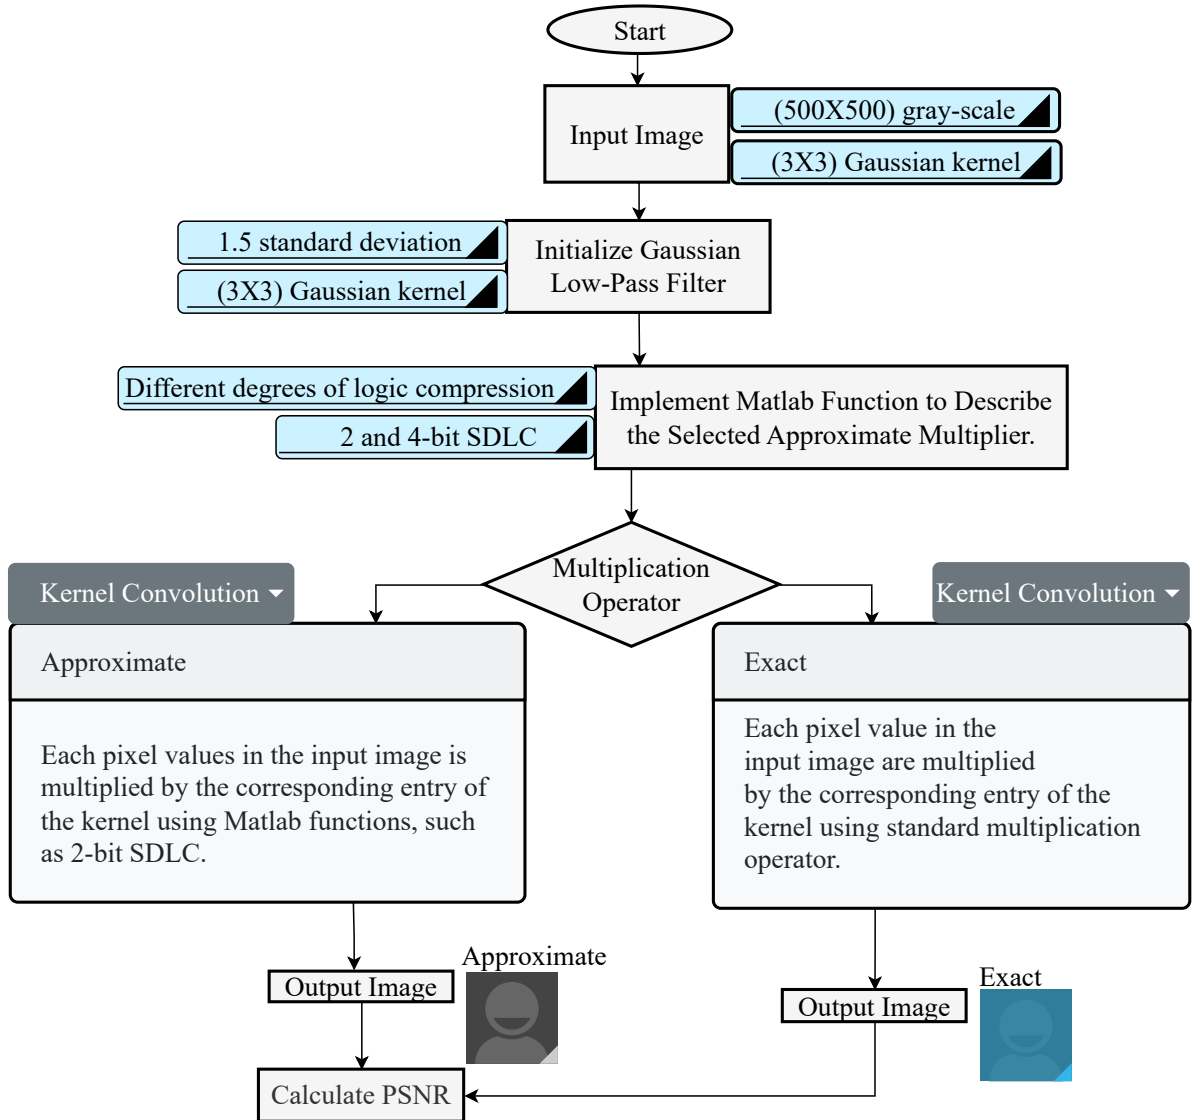 Start
Input Image
(500X500) gray-scale
(3X3) Gaussian kernel
1.5 standard deviation
(3X3) Gaussian kernel
Initialize Gaussian
Low-Pass Filter
Different degrees of logic compression
2 and 4-bit SDLC
Implement Matlab Function to Describe
the Selected Approximate Multiplier.
Multiplication
Operator
Kernel Convolution
Approximate
Each pixel values in the input image is
multiplied by the corresponding entry of
the kernel using Matlab functions, such
as 2-bit SDLC.
Kernel Convolution
Exact
Each pixel value in the
input image are multiplied
by the corresponding entry of the
kernel using standard multiplication
operator.
Output Image
Approximate
Output Image
Exact
Calculate PSNR